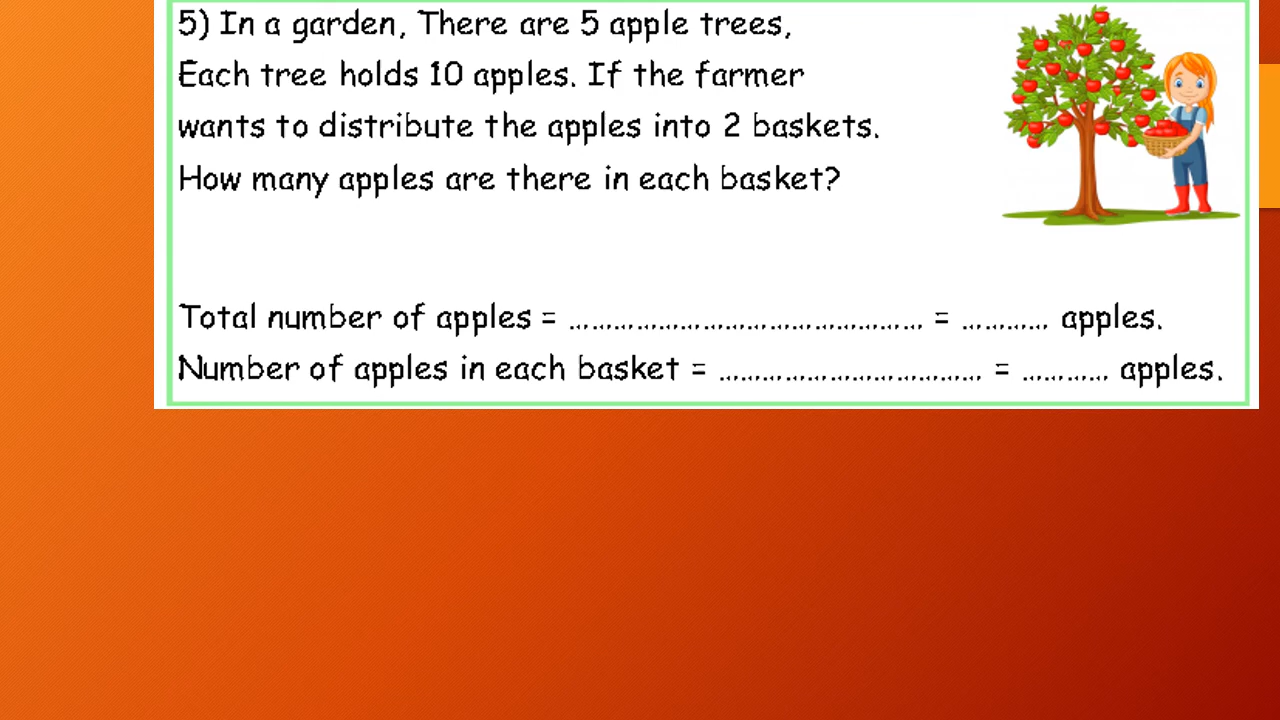 5) In a garden, There are 5 apple trees,
Each tree holds 10 apples. If the farmer
wants to distribute the apples into 2 baskets.
How many apples are there in each basket?
Total number of apples = ………………………………………… = ………… apples.
Number of apples in each basket = ……………………………… = ………… apples.